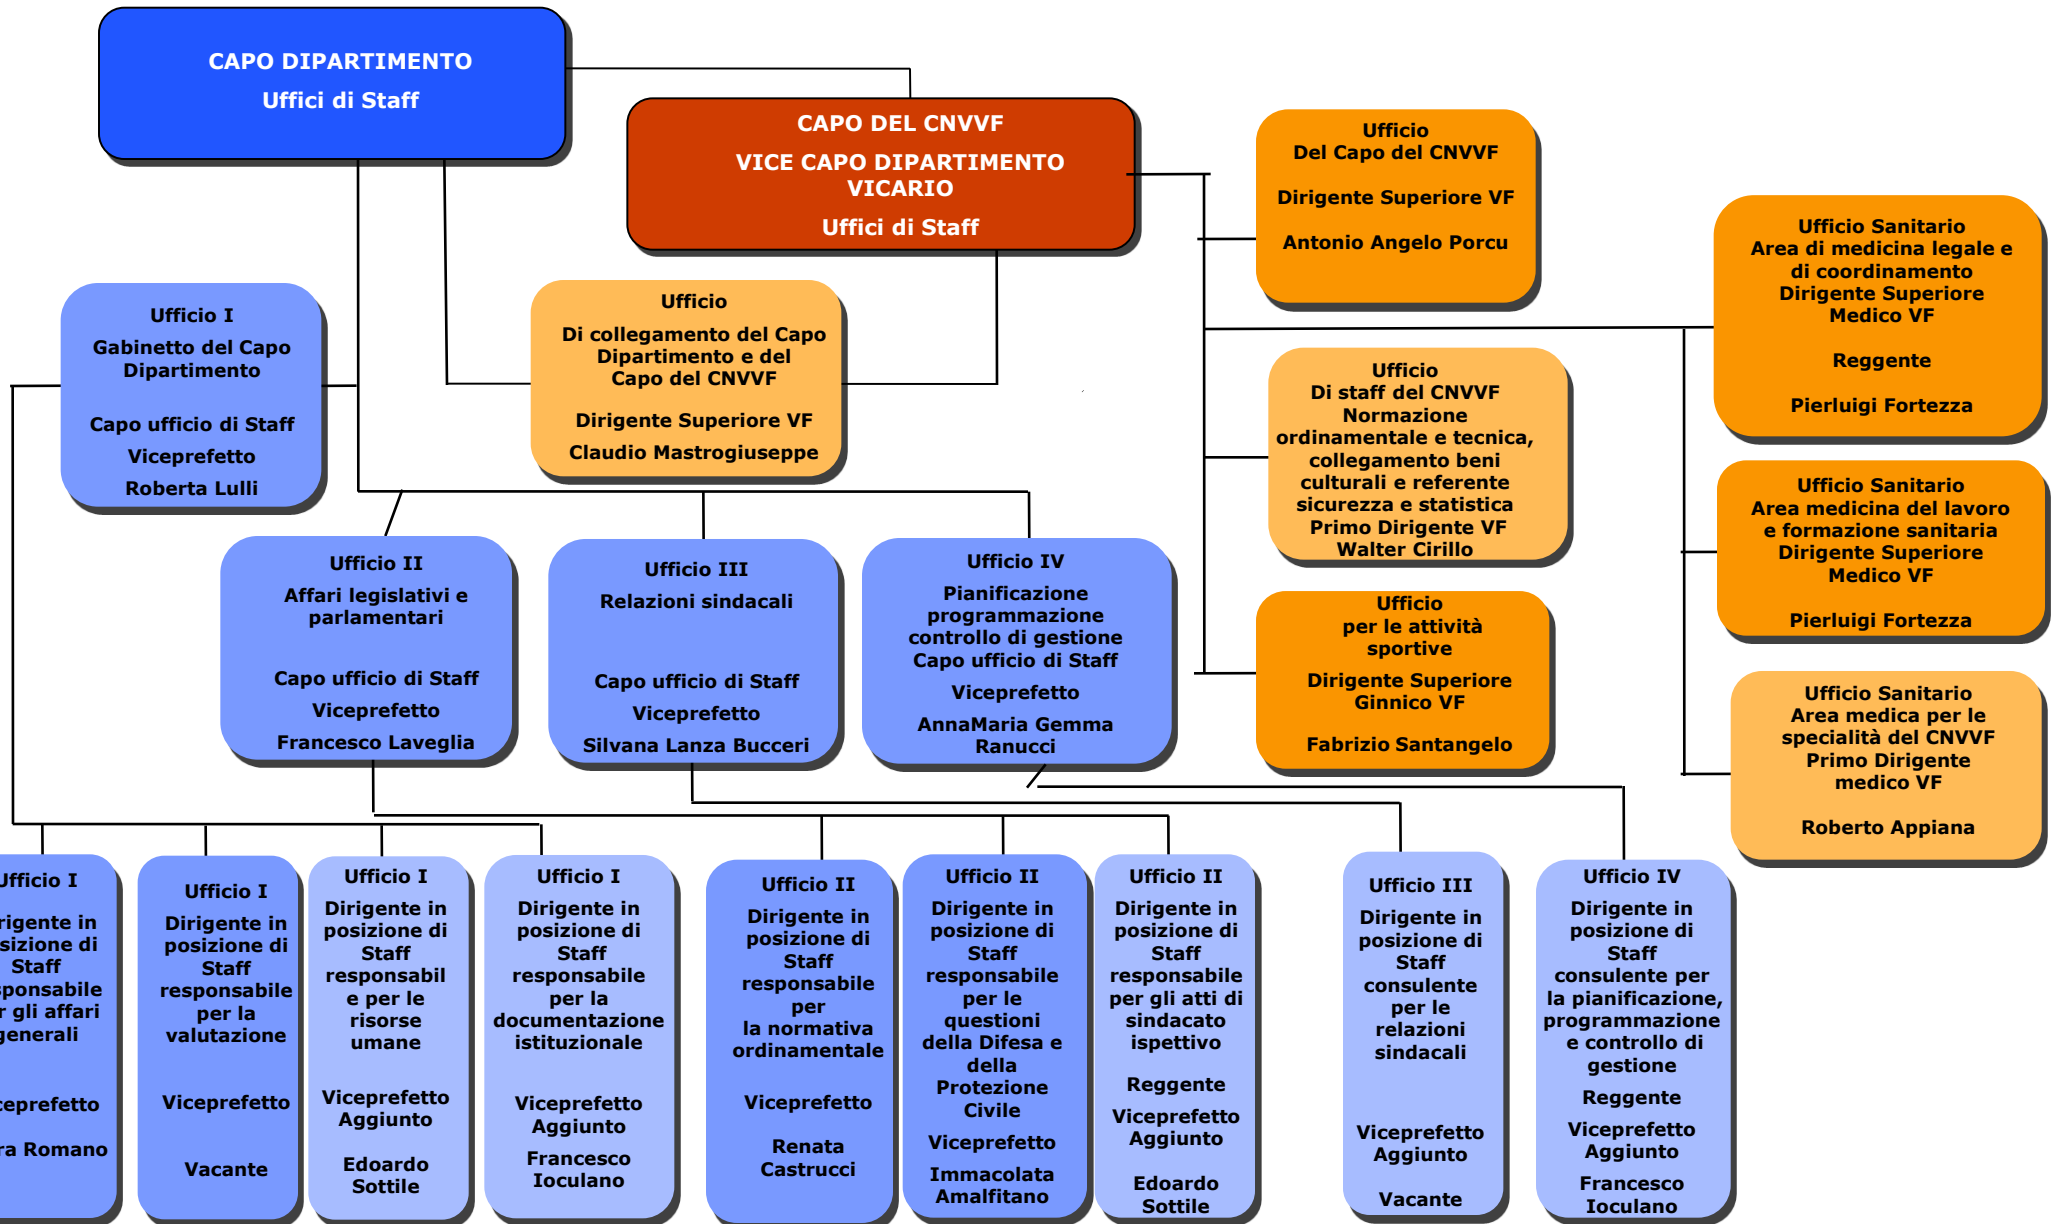 CAPO DIPARTIMENTO
Uffici di Staff
CAPO DEL CNVVF
VICE CAPO DIPARTIMENTO
VICARIO
Uffici di Staff
Ufficio
Del Capo del CNVVF
Dirigente Superiore VF
Antonio Angelo Porcu
Ufficio Sanitario
Area di medicina legale e
di coordinamento
Dirigente Superiore
Medico VF
Reggente
Pierluigi Fortezza
Ufficio I
Gabinetto del Capo
Dipartimento
Capo ufficio di Staff
Viceprefetto
Roberta Lulli
Ufficio
Di collegamento del Capo
Dipartimento e del
Capo del CNVVF
Dirigente Superiore VF
Claudio Mastrogiuseppe
Ufficio
Di staff del CNVVF
Normazione
ordinamentale e tecnica,
collegamento beni
culturali e referente
sicurezza e statistica
Primo Dirigente VF
Walter Cirillo
Ufficio Sanitario
Area medicina del lavoro
e formazione sanitaria
Dirigente Superiore
Medico VF
Pierluigi Fortezza
Ufficio II
Affari legislativi e
parlamentari
Capo ufficio di Staff
Viceprefetto
Francesco Laveglia
Ufficio III
Relazioni sindacali
Capo ufficio di Staff
Viceprefetto
Silvana Lanza Bucceri
Ufficio IV
Pianificazione
programmazione
controllo di gestione
Capo ufficio di Staff
Viceprefetto
AnnaMaria Gemma
Ranucci
Ufficio
per le attività
sportive
Dirigente Superiore
Ginnico VF
Fabrizio Santangelo
Ufficio Sanitario
Area medica per le
specialità del CNVVF
Primo Dirigente
medico VF
Roberto Appiana
Ufficio I
rigente in
sizione di
Staff
sponsabile
r gli affari
generali
ceprefetto
ra Romano
Ufficio I
Dirigente in
posizione di
Staff
responsabile
per la
valutazione
Viceprefetto
Vacante
Ufficio I
Dirigente in
posizione di
Staff
responsabil
e per le
risorse
umane
Viceprefetto
Aggiunto
Edoardo
Sottile
Ufficio I
Dirigente in
posizione di
Staff
responsabile
per la
documentazione
istituzionale
Viceprefetto
Aggiunto
Francesco
Ioculano
Ufficio II
Dirigente in
posizione di
Staff
responsabile
per
la normativa
ordinamentale
Viceprefetto
Renata
Castrucci
Ufficio II
Dirigente in
posizione di
Staff
responsabile
per le
questioni
della Difesa e
della
Protezione
Civile
Viceprefetto
Immacolata
Amalfitano
Ufficio II
Dirigente in
posizione di
Staff
responsabile
per gli atti di
sindacato
ispettivo
Reggente
Viceprefetto
Aggiunto
Edoardo
Sottile
Ufficio III
Dirigente in
posizione di
Staff
consulente
per le
relazioni
sindacali
Viceprefetto
Aggiunto
Vacante
Ufficio IV
Dirigente in
posizione di
Staff
consulente per
la pianificazione,
programmazione
e controllo di
gestione
Reggente
Viceprefetto
Aggiunto
Francesco
Ioculano